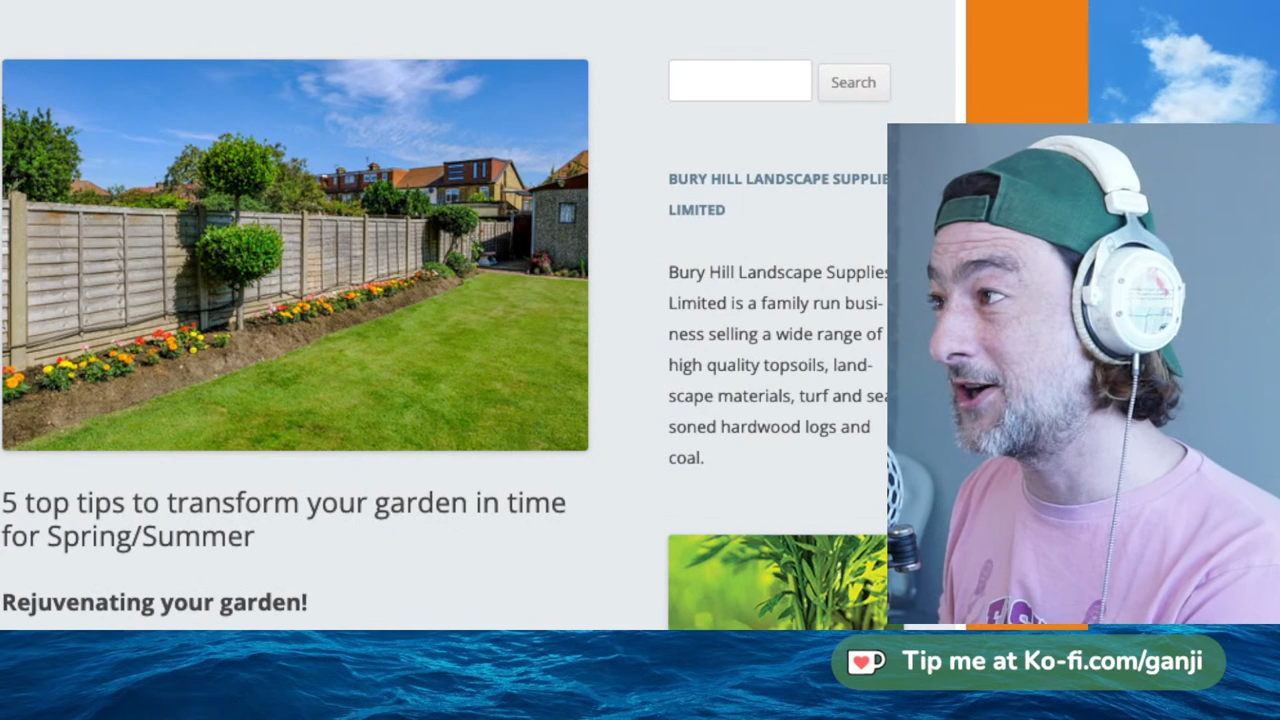 Search
BURY HILL LANDSCAPE SUPPLIE
LIMITED
Bury Hill Landscape Supplies
Limited is a family run busi-
ness selling a wide range of
high quality topsoils, land-
scape materials, turf and sea
soned hardwood logs and
coal.
5 top tips to transform your garden in time
for Spring/Summer
Rejuvenating your garden!
Tip me at Ko-fi.com/ganji